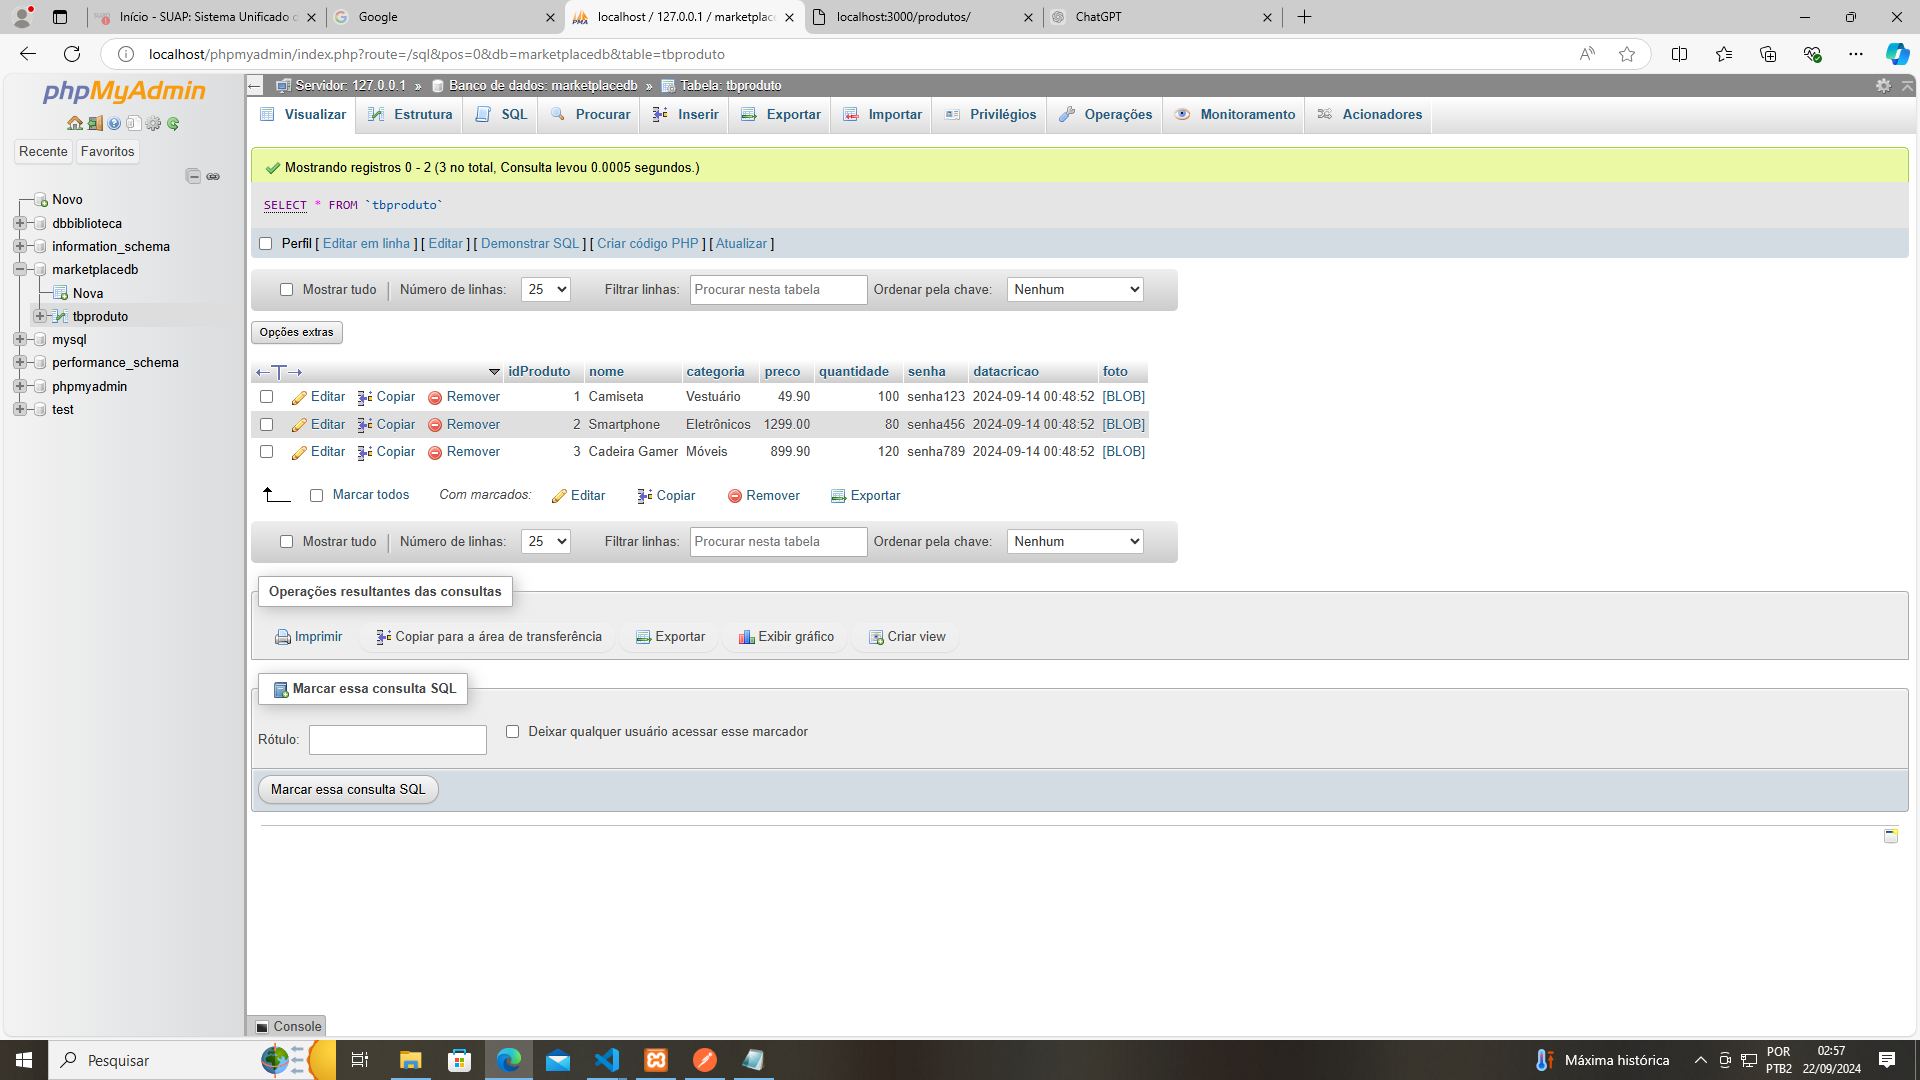 Início - SUAP: Sistema Unificado d
Google
localhost / 127.0.0.1 / marketplace
localhost:3000/produtos/
ChatGPT
localhost/phpmyadmin/index.php?route=/sql&pos=0&db=marketplacedb&table=tbproduto
phpMyAdmin
Recente Favoritos
Novo
dbbiblioteca
information_schema
marketplacedb
Nova
tbproduto
mysql
performance_schema
phpmyadmin
test
Servidor: 127.0.0.1 » Banco de dados: marketplacedb » Tabela: tbproduto
Visualizar Estrutura SQL Procurar Inserir Exportar Importar Privilégios Operações Monitoramento Acionadores
Mostrando registros 0 - 2 (3 no total, Consulta levou 0.0005 segundos.)
SELECT * FROM `tbproduto`
Perfil [ Editar em linha ] [ Editar ] [ Demonstrar SQL ] [ Criar código PHP ] [ Atualizar ]
Mostrar tudo Número de linhas: 25 Filtrar linhas: Procurar nesta tabela Ordenar pela chave: Nenhum
Opções extras
←T→ idProduto nome categoria preco quantidade senha datacricao foto
Editar Copiar Remover 1 Camiseta Vestuário 49.90 100 senha123 2024-09-14 00:48:52 [BLOB]
Editar Copiar Remover 2 Smartphone Eletrônicos 1299.00 80 senha456 2024-09-14 00:48:52 [BLOB]
Editar Copiar Remover 3 Cadeira Gamer Móveis 899.90 120 senha789 2024-09-14 00:48:52 [BLOB]
Marcar todos Com marcados: Editar Copiar Remover Exportar
Mostrar tudo Número de linhas: 25 Filtrar linhas: Procurar nesta tabela Ordenar pela chave: Nenhum
Operações resultantes das consultas
Imprimir Copiar para a área de transferência Exportar Exibir gráfico Criar view
Marcar essa consulta SQL
Rótulo: Deixar qualquer usuário acessar esse marcador
Marcar essa consulta SQL
Console
Pesquisar
Máxima histórica
POR
PTB2
02:57
22/09/2024